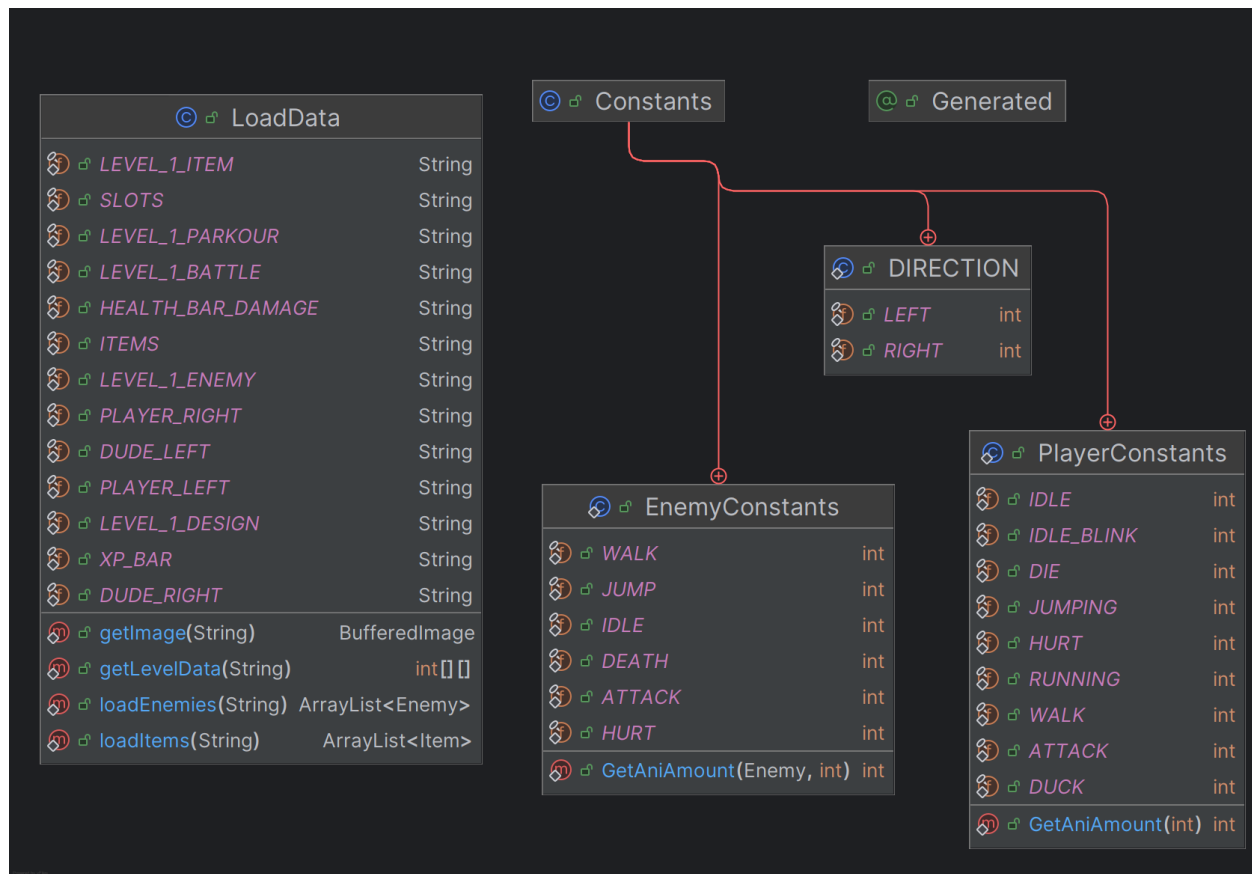 LoadData
LEVEL_1_ITEM String
SLOTS String
LEVEL_1_PARKOUR String
LEVEL_1_BATTLE String
HEALTH_BAR_DAMAGE String
ITEMS String
LEVEL_1_ENEMY String
PLAYER_RIGHT String
DUDE_LEFT String
PLAYER_LEFT String
LEVEL_1_DESIGN String
XP_BAR String
DUDE_RIGHT String
getImage(String) BufferedImage
getLevelData(String) int[][]
loadEnemies(String) ArrayList<Enemy>
loadItems(String) ArrayList<Item>
Constants
Generated
DIRECTION
LEFT int
RIGHT int
EnemyConstants
WALK int
JUMP int
IDLE int
DEATH int
ATTACK int
HURT int
GetAniAmount(Enemy, int) int
PlayerConstants
IDLE int
IDLE_BLINK int
DIE int
JUMPING int
HURT int
RUNNING int
WALK int
ATTACK int
DUCK int
GetAniAmount(int) int